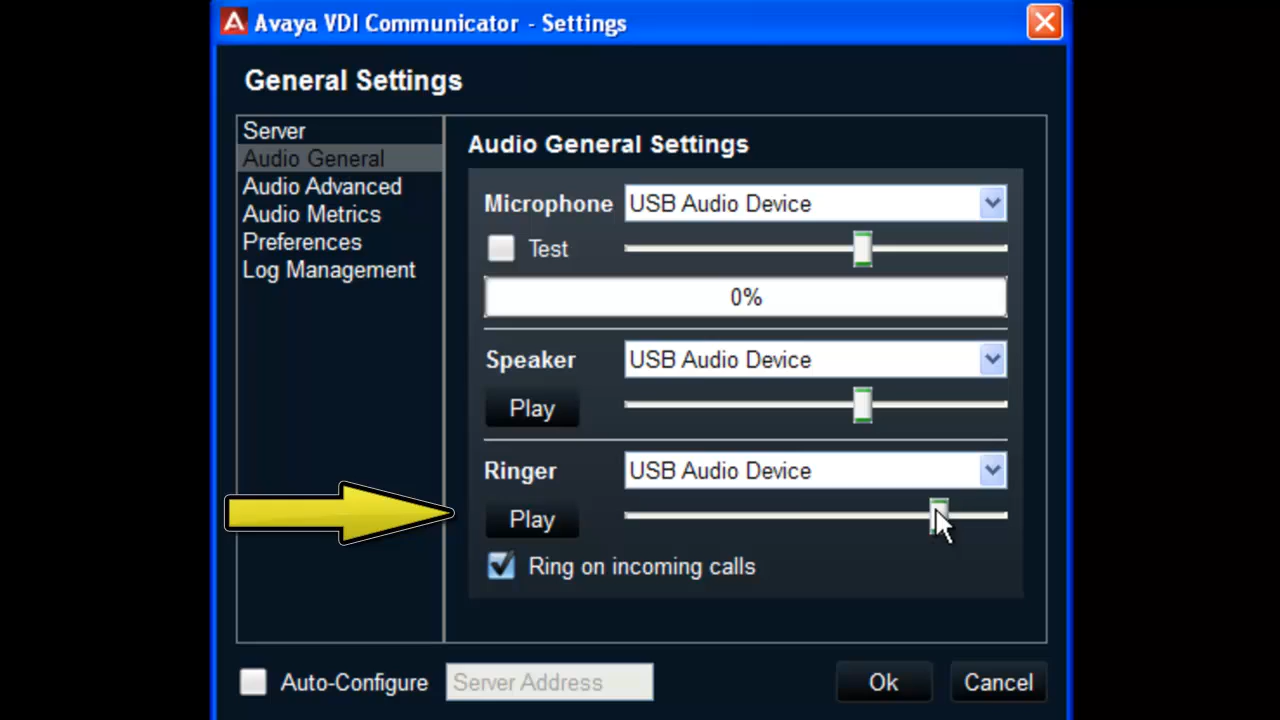 Avaya VDI Communicator - Settings
General Settings
Server
Audio General
Audio Advanced
Audio Metrics
Preferences
Log Management
Audio General Settings
Microphone USB Audio Device
Test
0%
Speaker USB Audio Device
Play
Ringer USB Audio Device
Play
Ring on incoming calls
Auto-Configure Server Address Ok Cancel